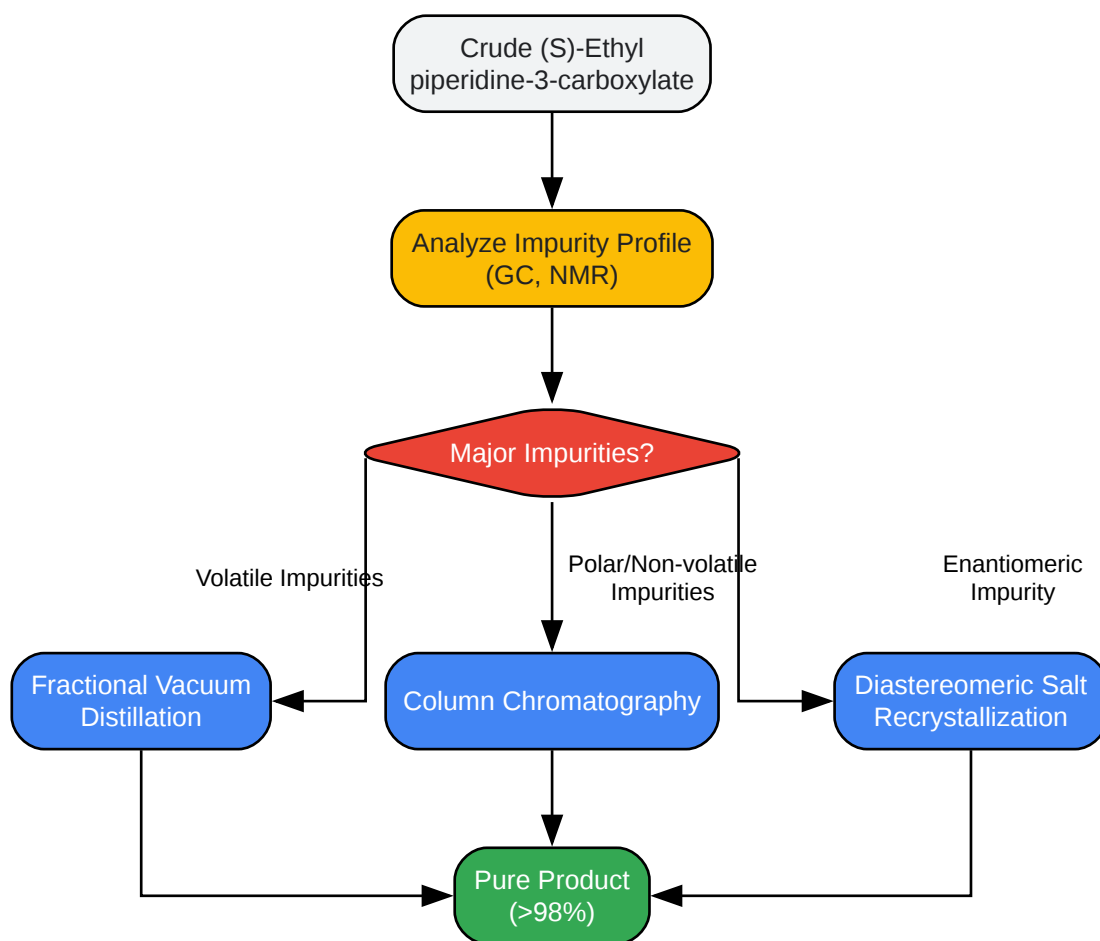 Crude (S)-Ethyl
piperidine-3-carboxylate
Analyze Impurity Profile
(GC, NMR)
Major Impurities?
Volatile Impurities
Polar/Non-volatile
Impurities
Enantiomeric
Impurity
Fractional Vacuum
Distillation
Column Chromatography
Diastereomeric Salt
Recrystallization
Pure Product
(>98%)